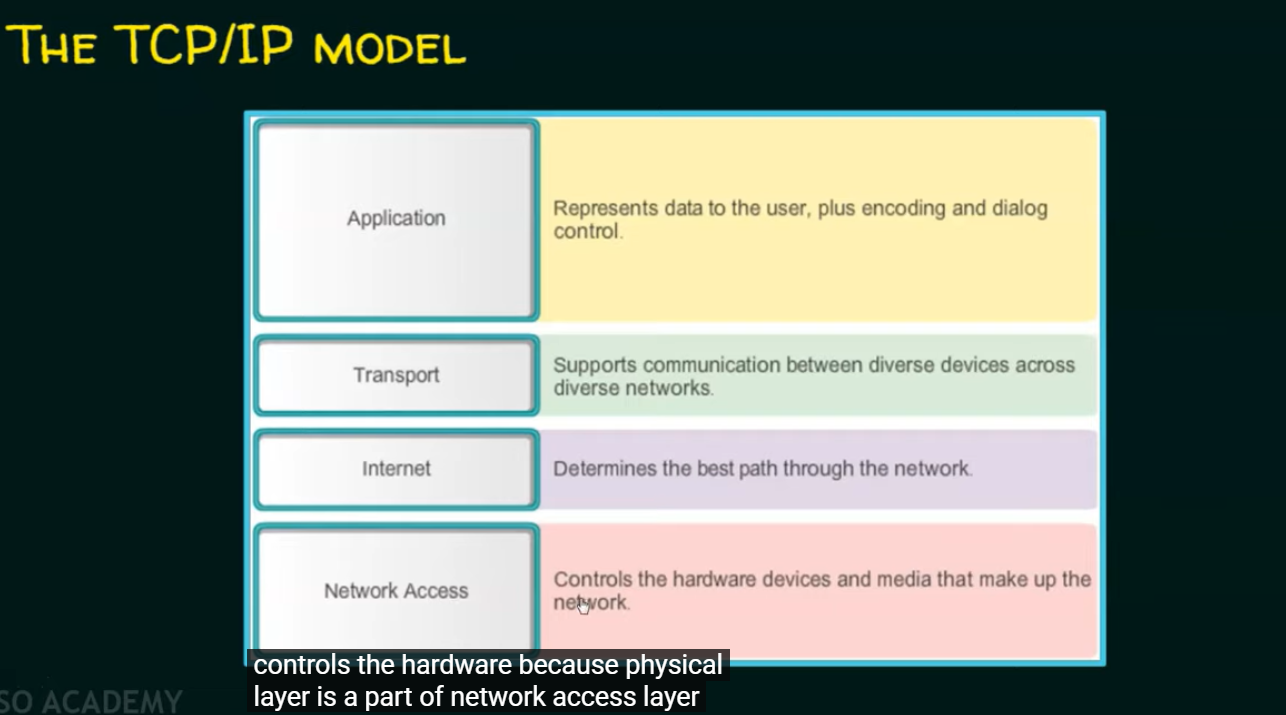 THE TCP/IP MODEL
Application
Represents data to the user, plus encoding and dialog
control.
Transport
Supports communication between diverse devices across
diverse networks.
Internet
Determines the best path through the network.
Network Access
Controls the hardware devices and media that make up the
network.
controls the hardware because physical
layer is a part of network access layer
SO ACADEMY